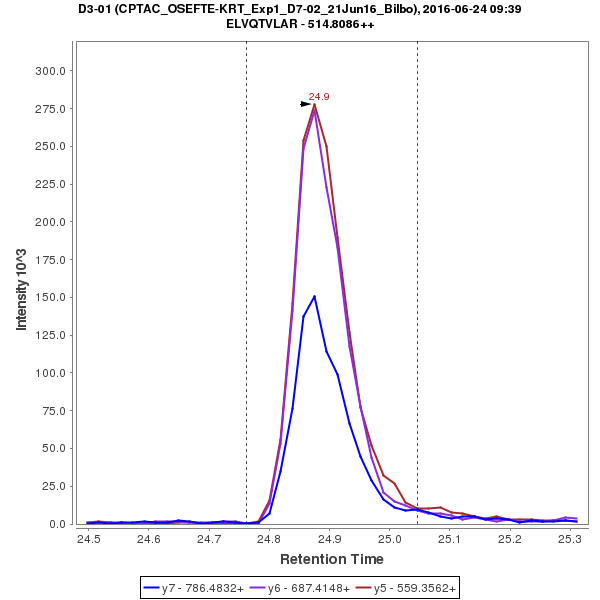 D3-01 (CPTAC_OSEFTE-KRT_Exp1_D7-02_21Jun16_Bilbo), 2016-06-24 09:39
ELVQTVLAR - 514.8086++
24.9
300.0
275.0
250.0
225.0
200.0
175.0
150.0
125.0
100.0
75.0
50.0
25.0
0.0
Intensity 10^3
24.5 24.6 24.7 24.8 24.9 25.0 25.1 25.2 25.3
Retention Time
y7 - 786.4832+ y6 - 687.4148+ y5 - 559.3562+